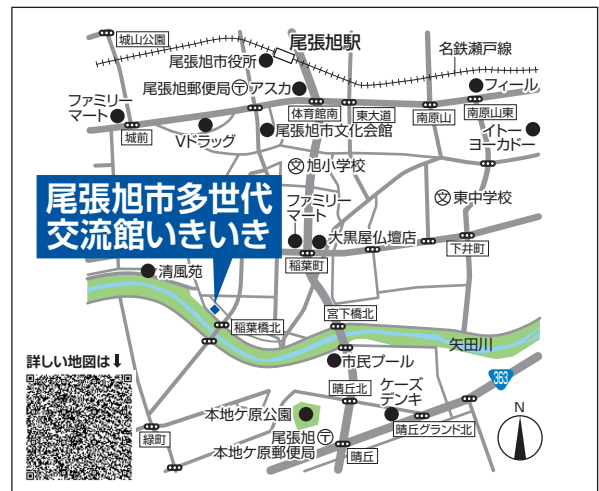 城山公園
尾張旭駅
尾張旭市役所
名鉄瀬戸線
尾張旭郵便局〒
アスカ
フィール
ファミリー
マート
体育館南
東大道
南原山
南原山東
城前
Vドラッグ
尾張旭市文化会館
イトー
ヨーカドー
文 旭小学校
文 東中学校
尾張旭市多世代
交流館いきいき
ファミリー
マート
大黒屋仏壇店
下井町
稲葉町
清風苑
稲葉橋北
宮下橋北
矢田川
詳しい地図は⬇
市民プール
363
晴丘北
ケーズ
デンキ
本地ケ原公園
N
緑町
尾張旭〒
本地ケ原郵便局
晴丘
晴丘グランド北